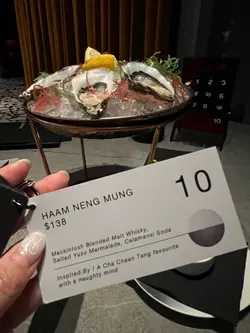 HAAM NENG MUNG
$138
10
Mackintosh Blended Malt Whisky,
Salted Yuzu Marmalade, Calamansi Soda
Inspired By / A Cha Chaan Tang favourite
with a naughty mind